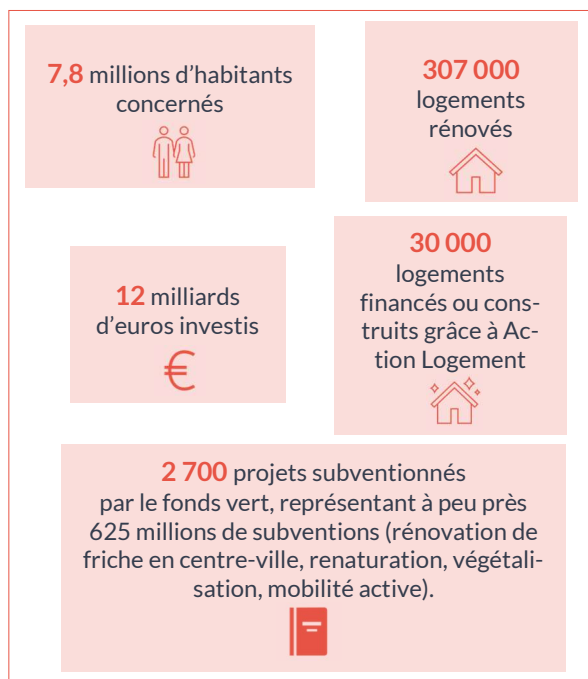 7,8 millions d'habitants
concernés
307 000
logements
rénovés
12 milliards
d'euros investis
€
30 000
logements
financés ou cons-
truits grâce à Ac-
tion Logement
2 700 projets subventionnés
par le fonds vert, représentant à peu près
625 millions de subventions (rénovation de
friche en centre-ville, renaturation, végétali-
sation, mobilité active).